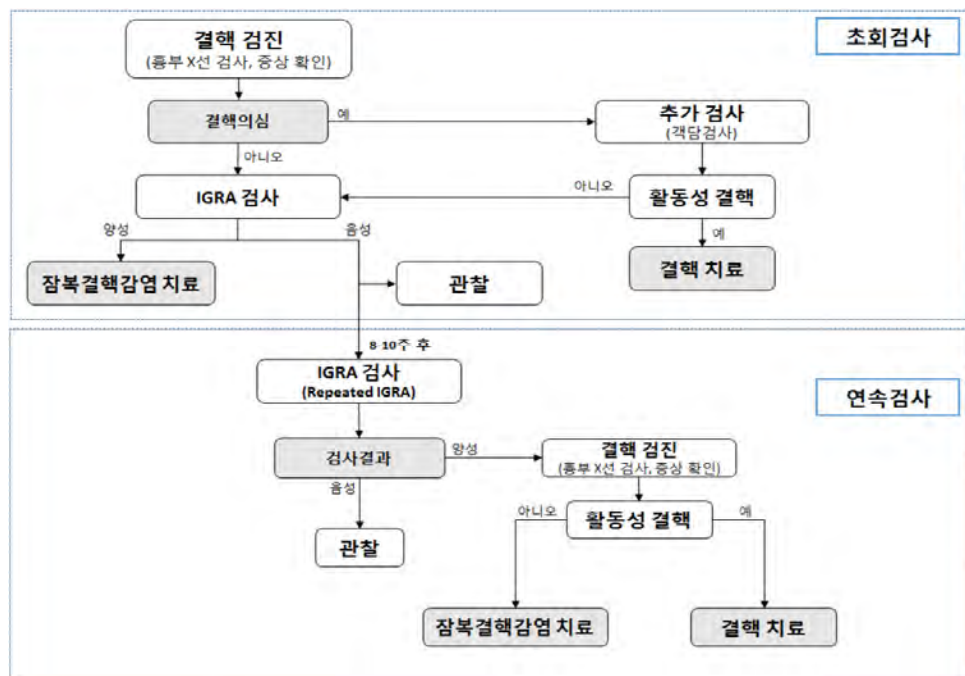 초회검사
결핵 검진
(흉부 X선 검사, 증상 확인)
결핵의심
예
추가 검사
(객담검사)
아니오
IGRA 검사
아니오
활동성 결핵
양성
음성
예
잠복결핵감염 치료
관찰
결핵 치료
8-10주 후
IGRA 검사
(Repeated IGRA)
연속검사
검사결과
양성
결핵 검진
(흉부 X선 검사, 증상 확인)
음성
아니오
활동성 결핵
예
관찰
잠복결핵감염 치료
결핵 치료